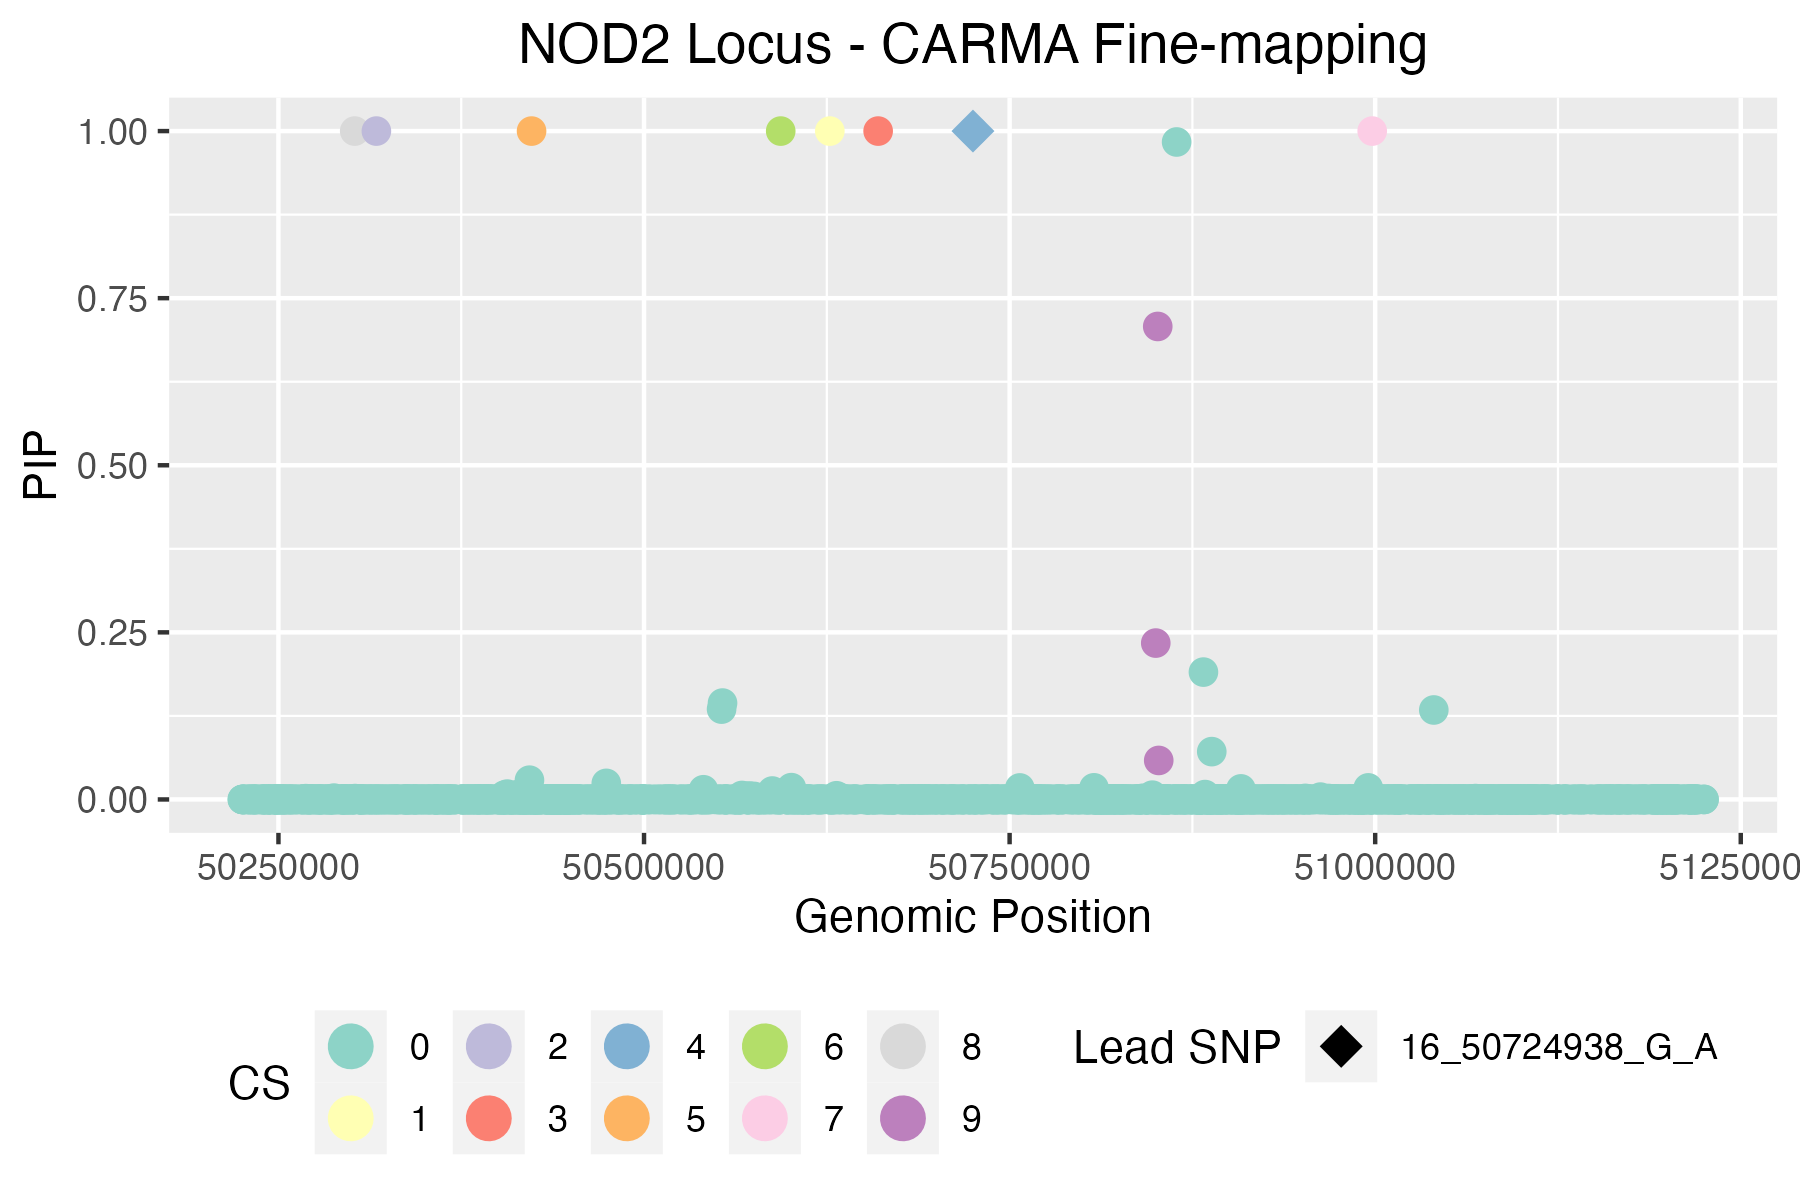 NOD2 Locus - CARMA Fine-mapping
1.00
0.75
0.50
0.25
0.00
PIP
50250000 50500000 50750000 51000000 5125000
Genomic Position
CS
0 2 4 6 8
1 3 5 7 9
Lead SNP 16_50724938_G_A